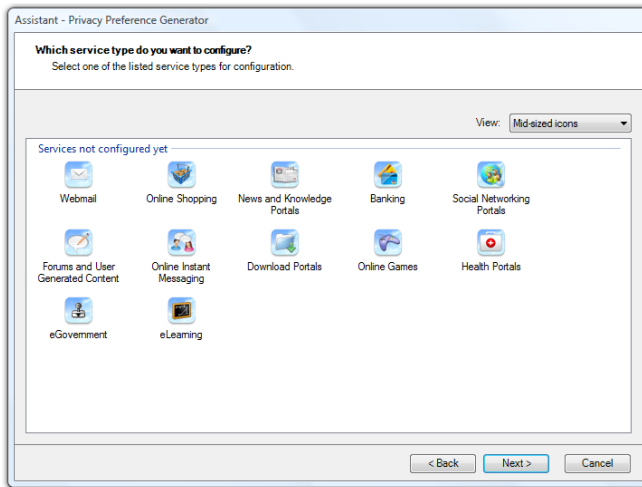 Assistant - Privacy Preference Generator
Which service type do you want to configure?
Select one of the listed service types for configuration.
View: Mid-sized icons
Services not configured yet
Webmail
Online Shopping
News and Knowledge
Portals
Banking
Social Networking
Portals
Forums and User
Generated Content
Online Instant
Messaging
Download Portals
Online Games
Health Portals
eGovernment
eLearning
< Back
Next >
Cancel